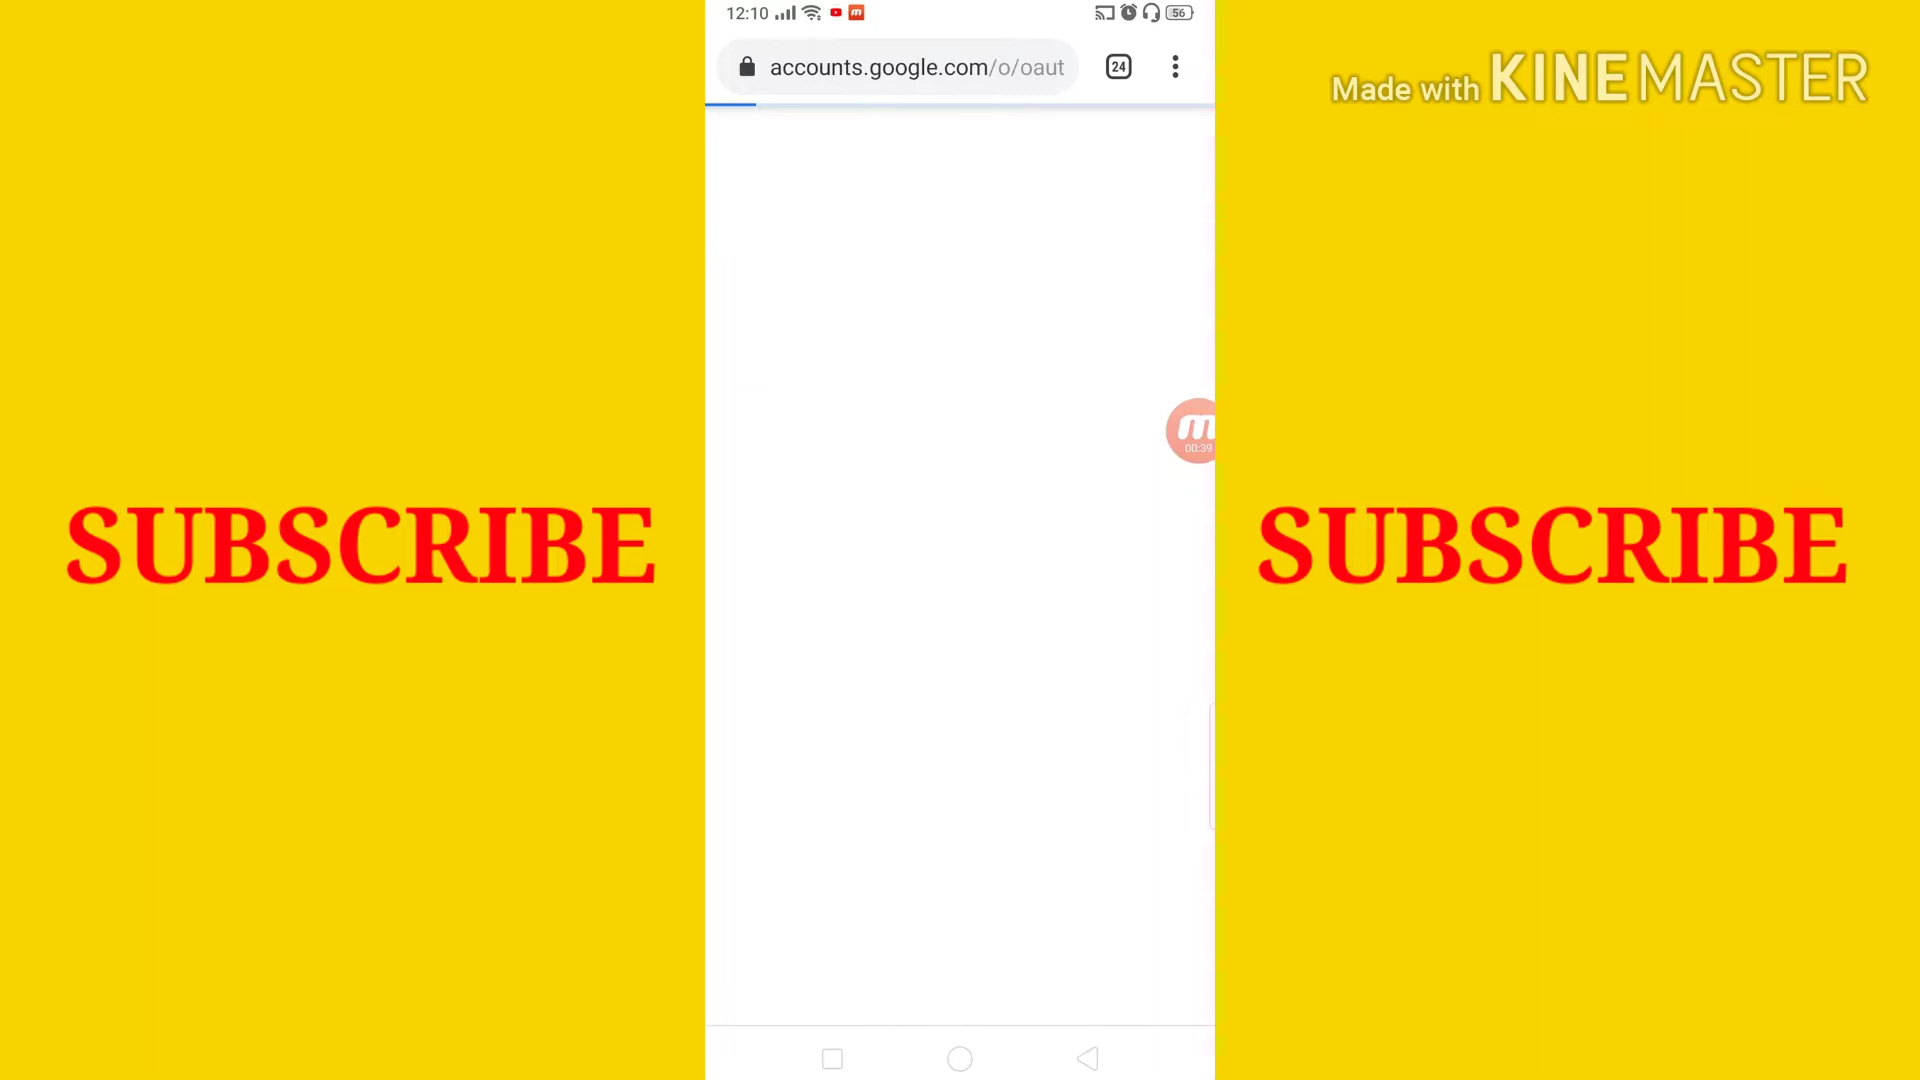 12:10
56
accounts.google.com/o/oaut
24
Made with KINEMASTER
m
00:39
SUBSCRIBE
SUBSCRIBE